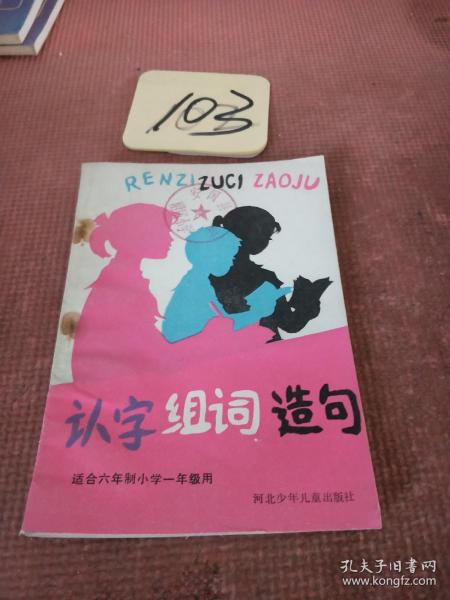 103
RENZI ZUCI ZAOJU
认字 组词 造句
适合六年制小学一年级用
河北少年儿童出版社
孔夫子旧书网
www.kongfz.com